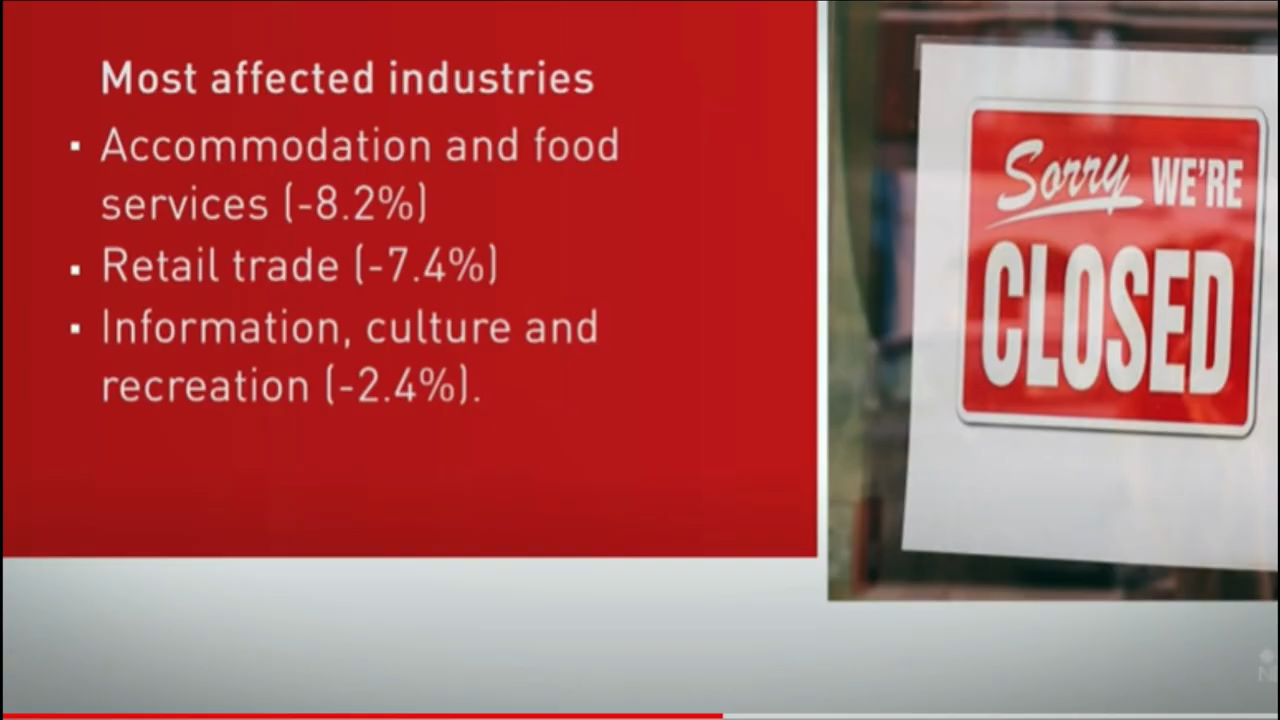 Most affected industries
▪ Accommodation and food
services (-8.2%)
▪ Retail trade (-7.4%)
▪ Information, culture and
recreation (-2.4%).
Sorry WE'RE
CLOSED